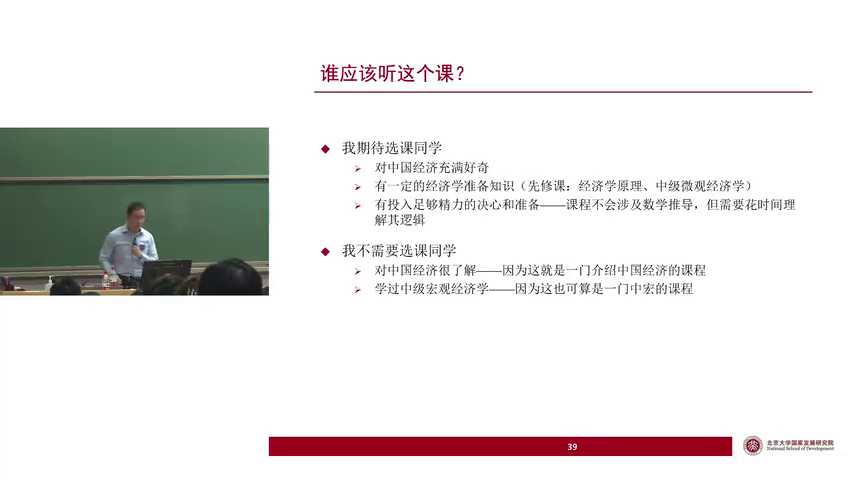 谁应该听这个课？
我期待选课同学
对中国经济充满好奇
有一定的经济学准备知识（先修课：经济学原理、中级微观经济学）
有投入足够精力的决心和准备——课程不会涉及数学推导，但需要花时间理
解其逻辑
我不需要选课同学
对中国经济很了解——因为这就是一门介绍中国经济的课程
学过中级宏观经济学——因为这也可算是一门中宏的课程
39
北京大学国家发展研究院
National School of Development